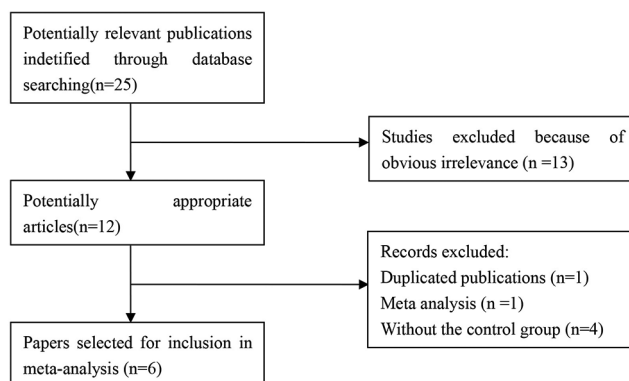 Potentially relevant publications
indetified through database
searching(n=25)
Studies excluded because of
obvious irrelevance (n =13)
Potentially appropriate
articles(n=12)
Records excluded:
Duplicated publications (n=1)
Meta analysis (n =1)
Without the control group(n=4)
Papers selected for inclusion in
meta-analysis (n=6)